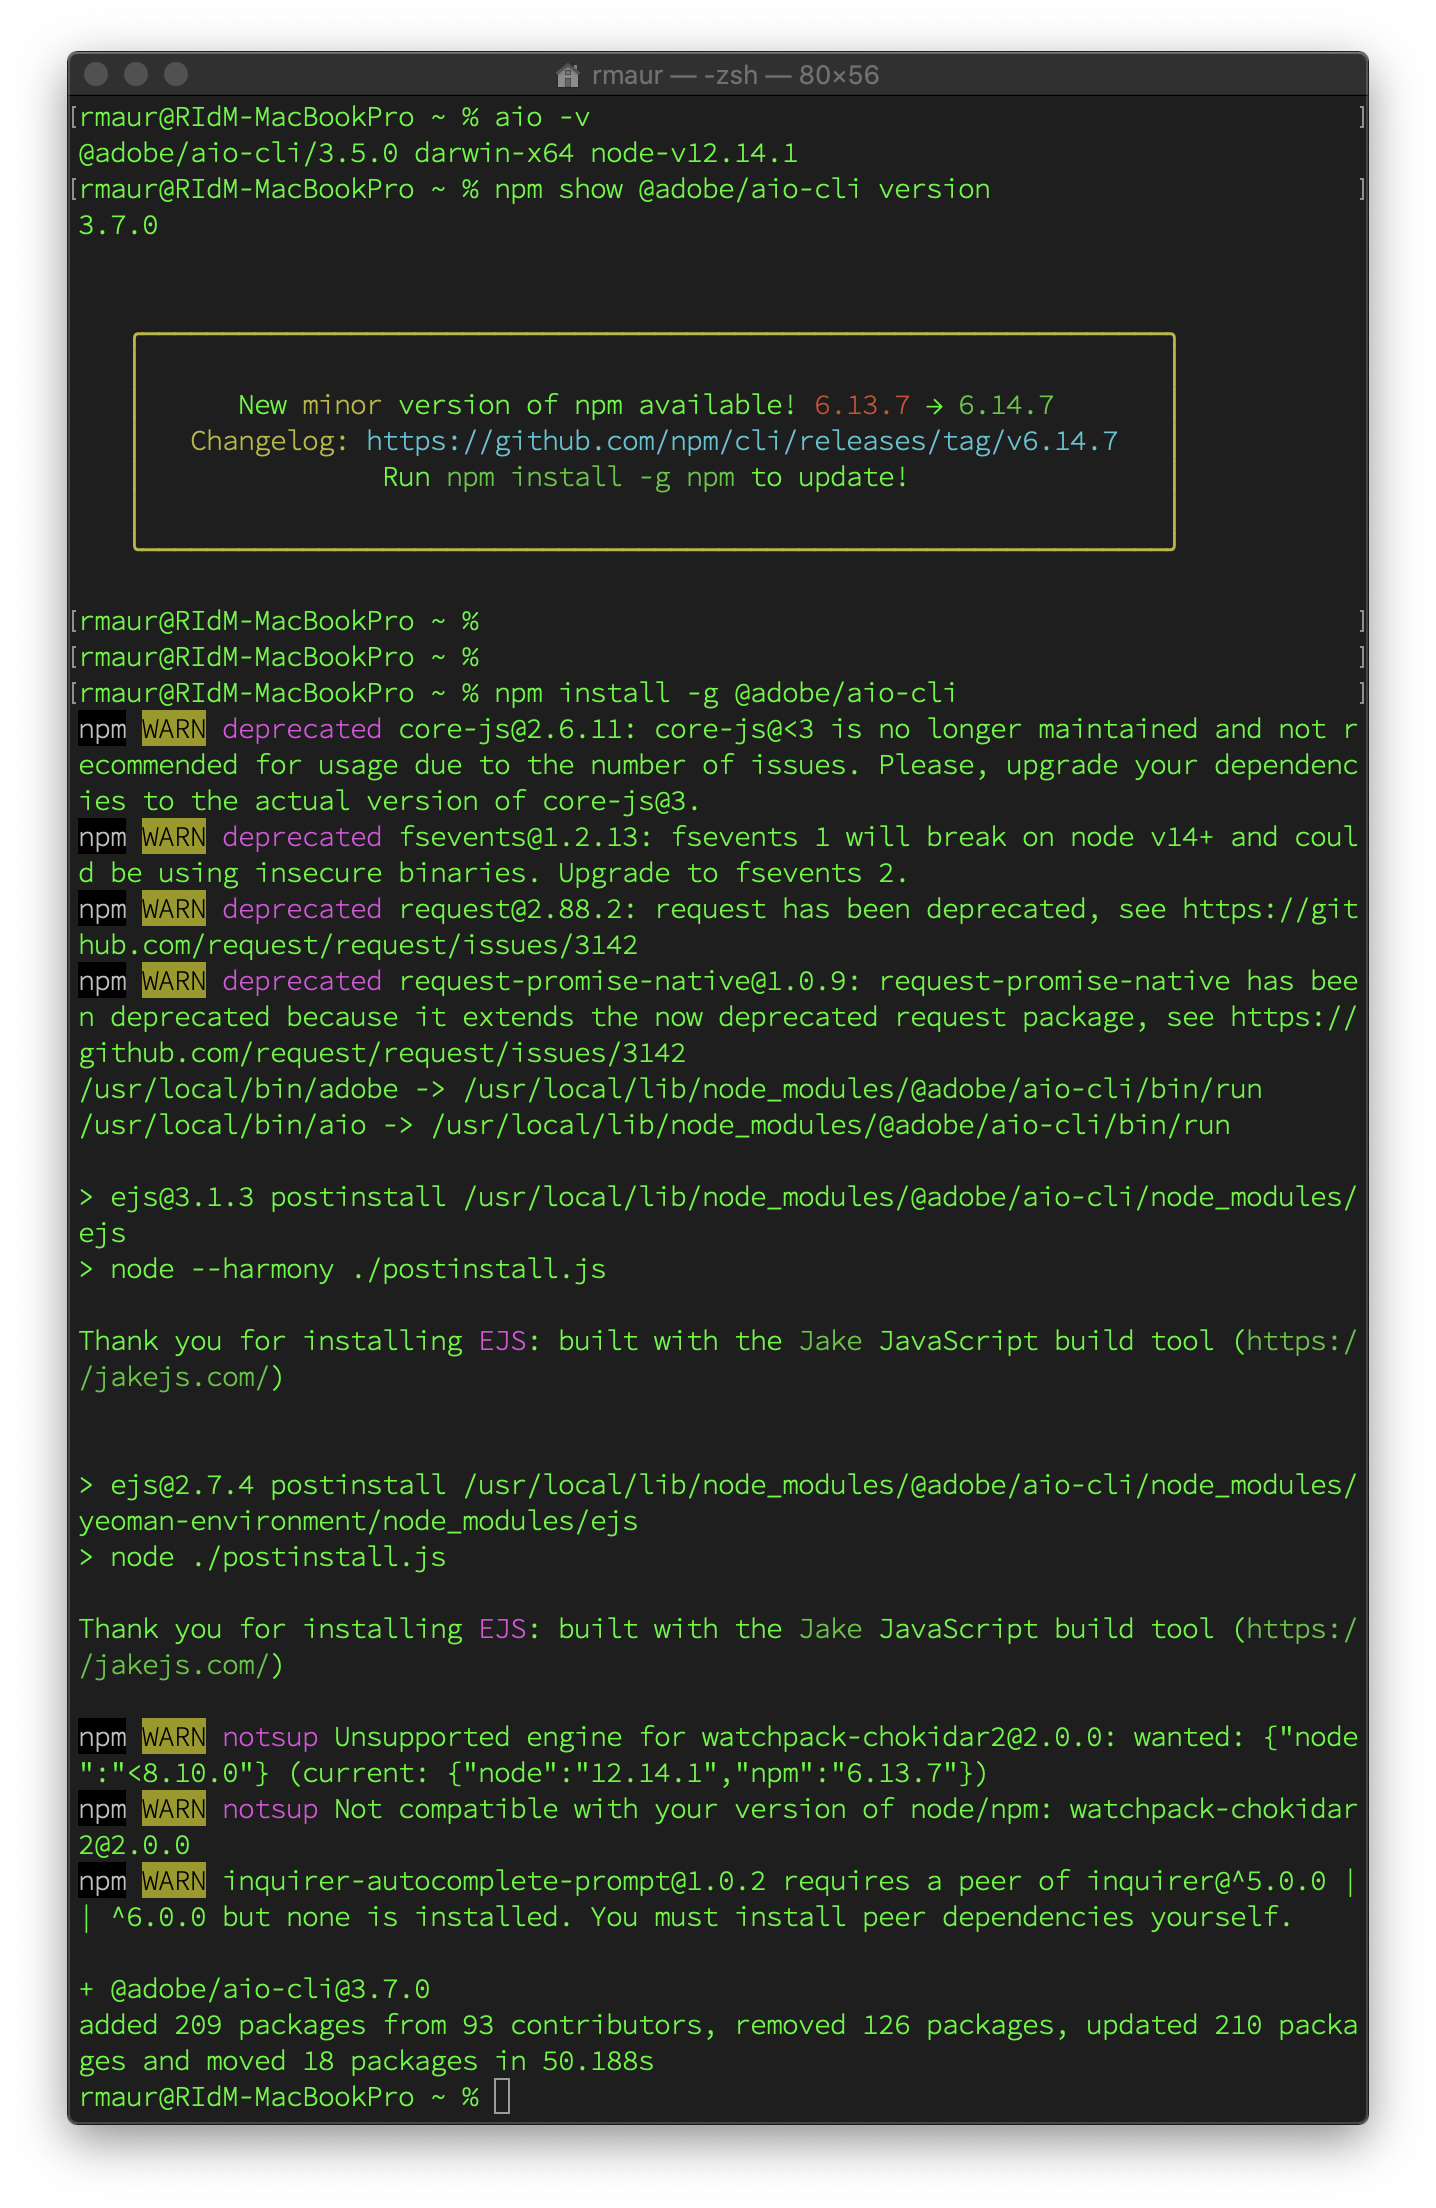 rmaur — -zsh — 80×56
[rmaur@RIdM-MacBookPro ~ % aio -v ]
@adobe/aio-cli/3.5.0 darwin-x64 node-v12.14.1
[rmaur@RIdM-MacBookPro ~ % npm show @adobe/aio-cli version ]
3.7.0
New minor version of npm available! 6.13.7 → 6.14.7
Changelog: https://github.com/npm/cli/releases/tag/v6.14.7
Run npm install -g npm to update!
[rmaur@RIdM-MacBookPro ~ % ]
[rmaur@RIdM-MacBookPro ~ % ]
[rmaur@RIdM-MacBookPro ~ % npm install -g @adobe/aio-cli ]
npm WARN deprecated core-js@2.6.11: core-js@<3 is no longer maintained and not r
ecommended for usage due to the number of issues. Please, upgrade your dependenc
ies to the actual version of core-js@3.
npm WARN deprecated fsevents@1.2.13: fsevents 1 will break on node v14+ and coul
d be using insecure binaries. Upgrade to fsevents 2.
npm WARN deprecated request@2.88.2: request has been deprecated, see https://git
hub.com/request/request/issues/3142
npm WARN deprecated request-promise-native@1.0.9: request-promise-native has bee
n deprecated because it extends the now deprecated request package, see https://
github.com/request/request/issues/3142
/usr/local/bin/adobe -> /usr/local/lib/node_modules/@adobe/aio-cli/bin/run
/usr/local/bin/aio -> /usr/local/lib/node_modules/@adobe/aio-cli/bin/run
> ejs@3.1.3 postinstall /usr/local/lib/node_modules/@adobe/aio-cli/node_modules/
ejs
> node --harmony ./postinstall.js
Thank you for installing EJS: built with the Jake JavaScript build tool (https:/
/jakejs.com/)
> ejs@2.7.4 postinstall /usr/local/lib/node_modules/@adobe/aio-cli/node_modules/
yeoman-environment/node_modules/ejs
> node ./postinstall.js
Thank you for installing EJS: built with the Jake JavaScript build tool (https:/
/jakejs.com/)
npm WARN notsup Unsupported engine for watchpack-chokidar2@2.0.0: wanted: {"node
":"<8.10.0"} (current: {"node":"12.14.1","npm":"6.13.7"})
npm WARN notsup Not compatible with your version of node/npm: watchpack-chokidar
2@2.0.0
npm WARN inquirer-autocomplete-prompt@1.0.2 requires a peer of inquirer@^5.0.0 |
| ^6.0.0 but none is installed. You must install peer dependencies yourself.
+ @adobe/aio-cli@3.7.0
added 209 packages from 93 contributors, removed 126 packages, updated 210 packa
ges and moved 18 packages in 50.188s
rmaur@RIdM-MacBookPro ~ %